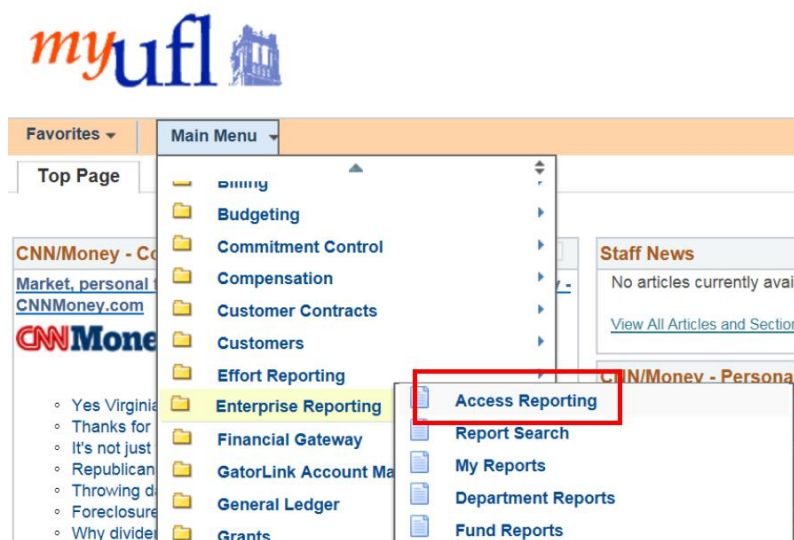 myufl
Favorites
Main Menu
Top Page
Billing
Budgeting
Commitment Control
Compensation
Customer Contracts
Customers
Effort Reporting
Enterprise Reporting
Financial Gateway
GatorLink Account Ma
General Ledger
Grants
Access Reporting
Report Search
My Reports
Department Reports
Fund Reports
CNN/Money - Co
Market, personal
CNNMoney.com
CNNMone
Yes Virginia
Thanks for
It's not just
Republican
Throwing d
Foreclosure
Why divide
Staff News
No articles currently avai
View All Articles and Section
CNN/Money - Persona